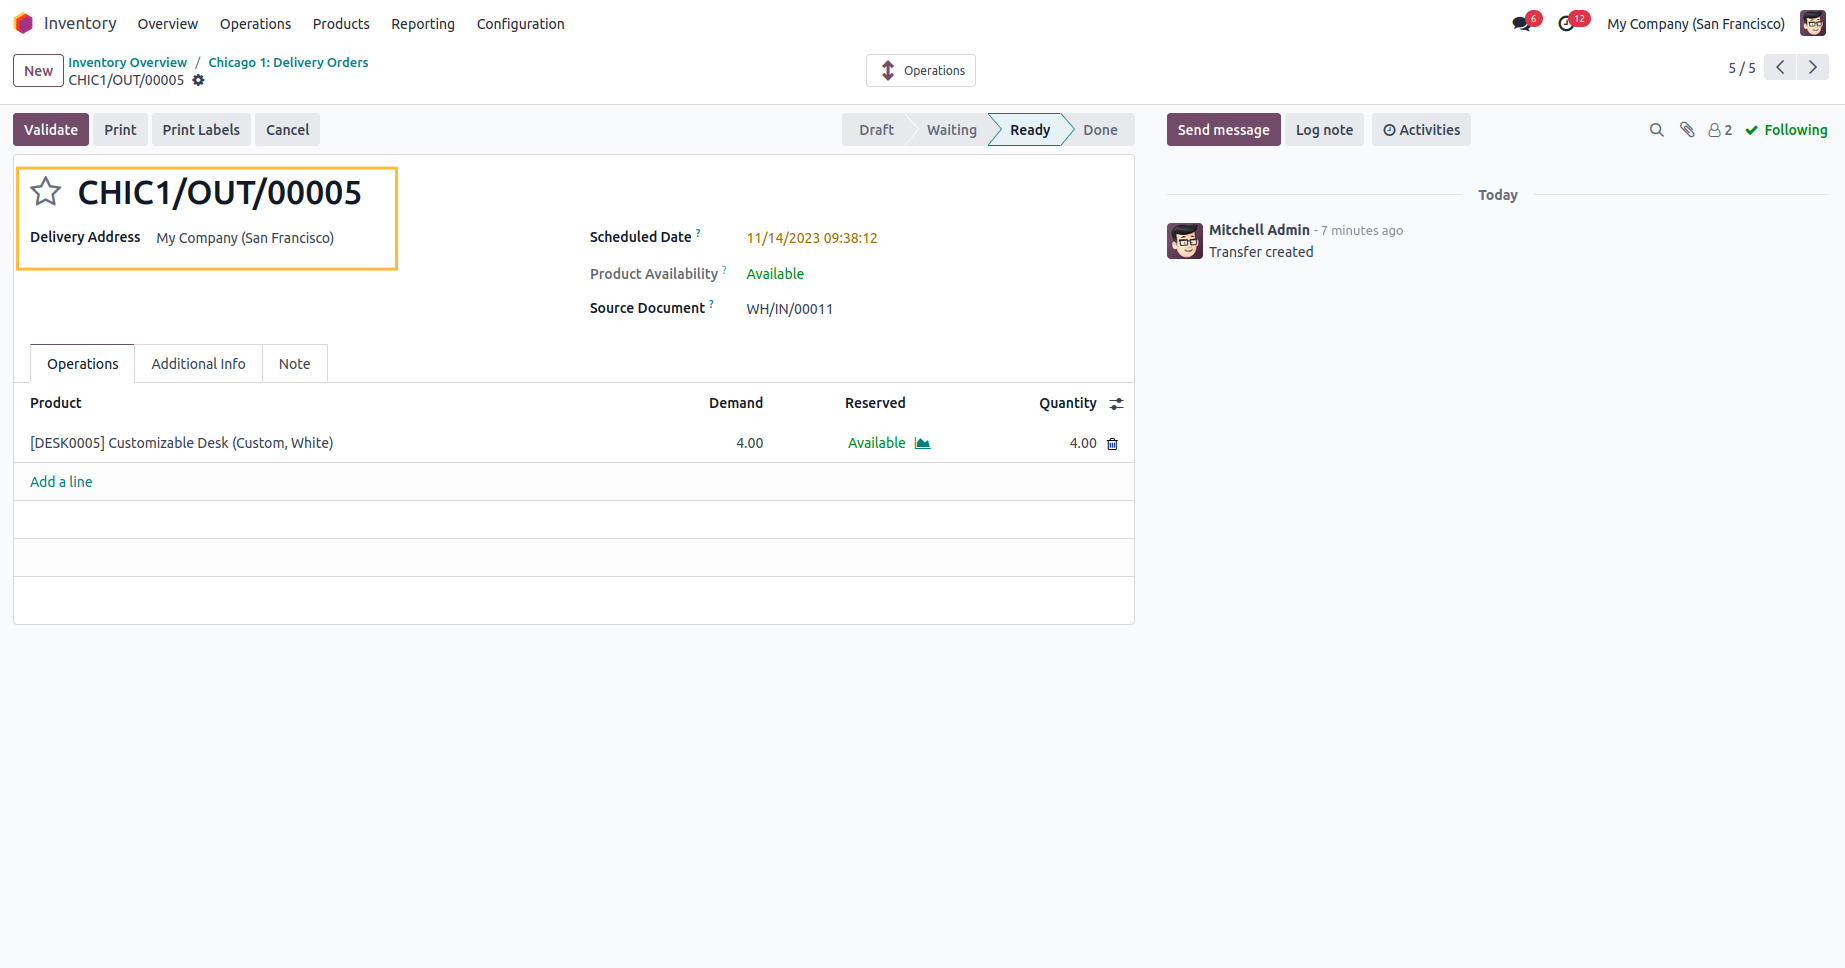 Inventory Overview Operations Products Reporting Configuration 6 12 My Company (San Francisco)
New Inventory Overview / Chicago 1: Delivery Orders
CHIC1/OUT/00005
Operations
5 / 5
Validate Print Print Labels Cancel Draft Waiting Ready Done Send message Log note Activities 2 Following
CHIC1/OUT/00005
Delivery Address My Company (San Francisco)
Scheduled Date ? 11/14/2023 09:38:12
Product Availability ? Available
Source Document ? WH/IN/00011
Today
Mitchell Admin - 7 minutes ago
Transfer created
Operations Additional Info Note
Product Demand Reserved Quantity
[DESK0005] Customizable Desk (Custom, White) 4.00 Available 4.00
Add a line